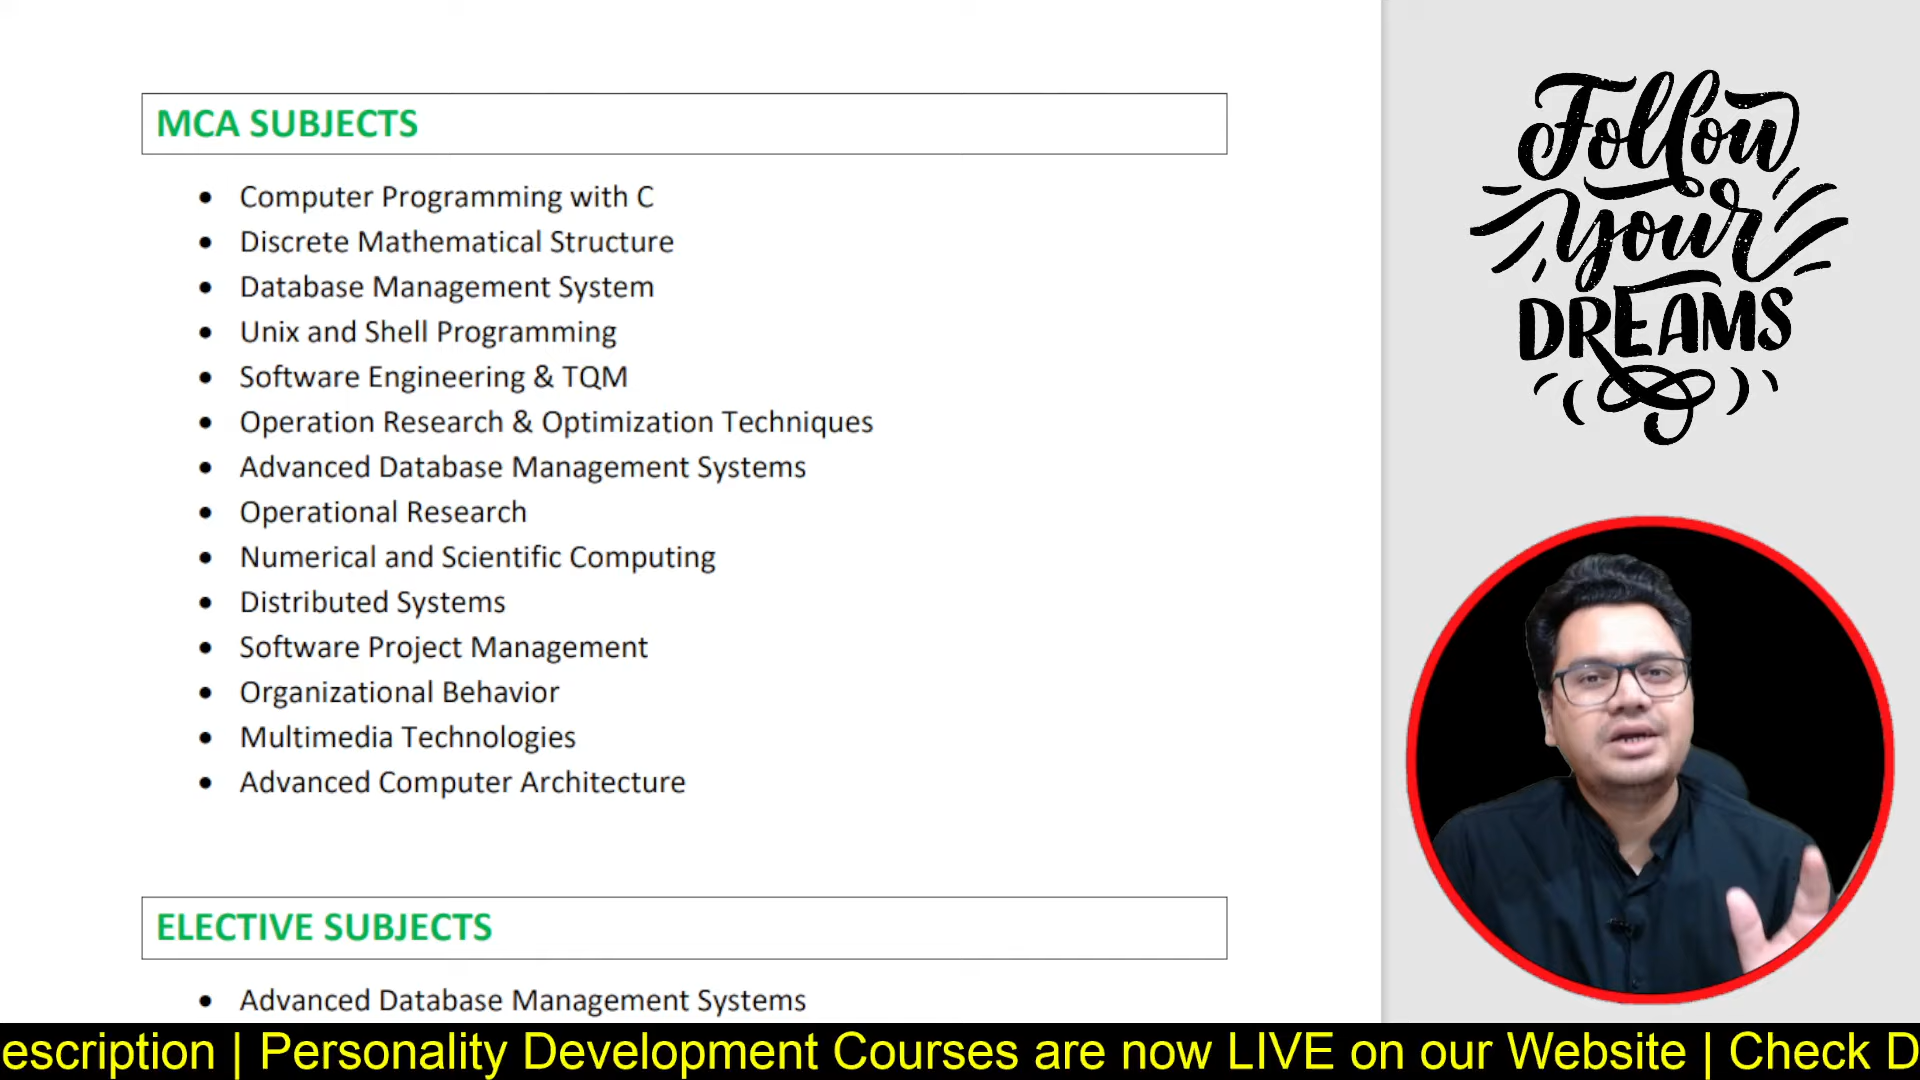 MCA SUBJECTS
Computer Programming with C
Discrete Mathematical Structure
Database Management System
Unix and Shell Programming
Software Engineering & TQM
Operation Research & Optimization Techniques
Advanced Database Management Systems
Operational Research
Numerical and Scientific Computing
Distributed Systems
Software Project Management
Organizational Behavior
Multimedia Technologies
Advanced Computer Architecture
ELECTIVE SUBJECTS
Advanced Database Management Systems
Follow
your
DREAMS
escription | Personality Development Courses are now LIVE on our Website | Check D